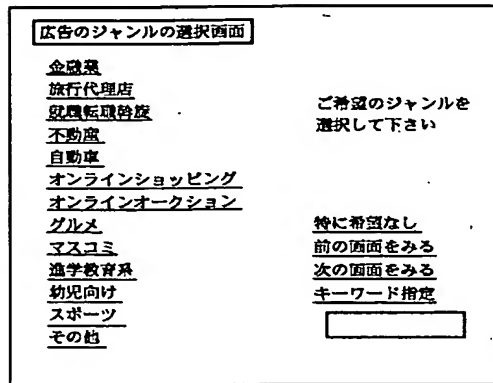 広告のジャンルの選択画面
金融業
旅行代理店
就職転職斡旋
不動産
自動車
オンラインショッピング
オンラインオークション
グルメ
マスコミ
進学教育系
幼児向け
スポーツ
その他
ご希望のジャンルを
選択して下さい
特に希望なし
前の画面をみる
次の画面をみる
キーワード指定